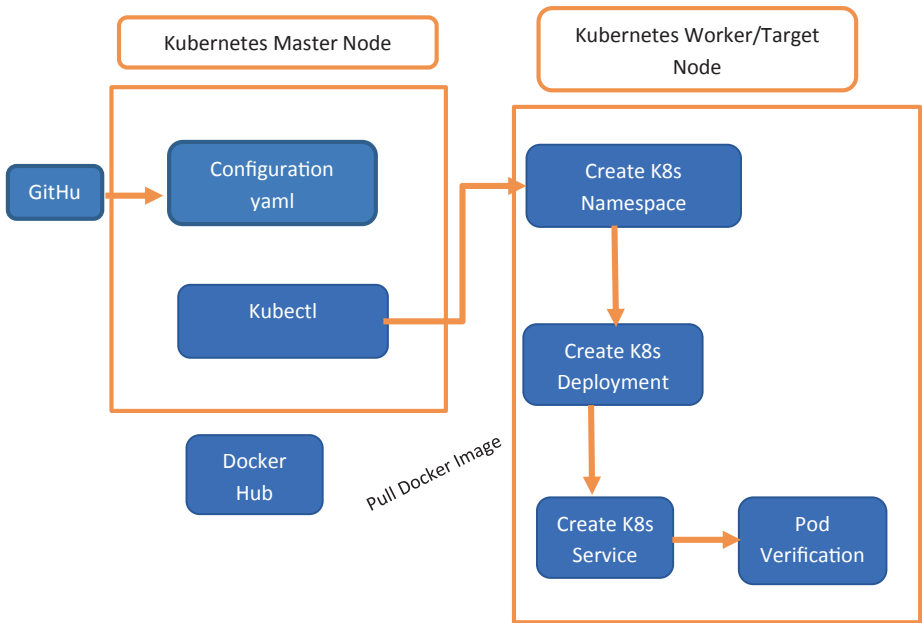 Kubernetes Master Node
Kubernetes Worker/Target
Node
GitHu
Configuration
yaml
Kubectl
Docker
Hub
Pull Docker Image
Create K8s
Namespace
Create K8s
Deployment
Create K8s
Service
Pod
Verification